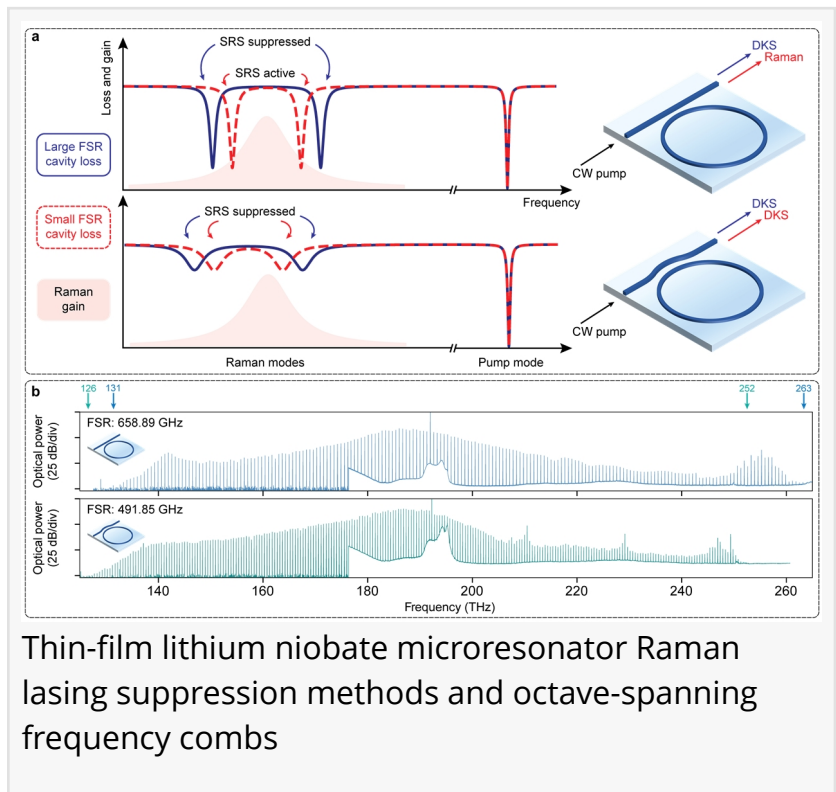 a
Loss and gain
SRS suppressed
SRS active
Large FSR
cavity loss
Frequency
DKS
Raman
CW pump
Small FSR
cavity loss
SRS suppressed
Raman
gain
Raman modes
Pump mode
DKS
DKS
CW pump
b
126
131
252
263
Optical power
(25 dB/div)
FSR: 658.89 GHz
Optical power
(25 dB/div)
FSR: 491.85 GHz
140 160 180 200 220 240 260
Frequency (THz)
Thin-film lithium niobate microresonator Raman
lasing suppression methods and octave-spanning
frequency combs